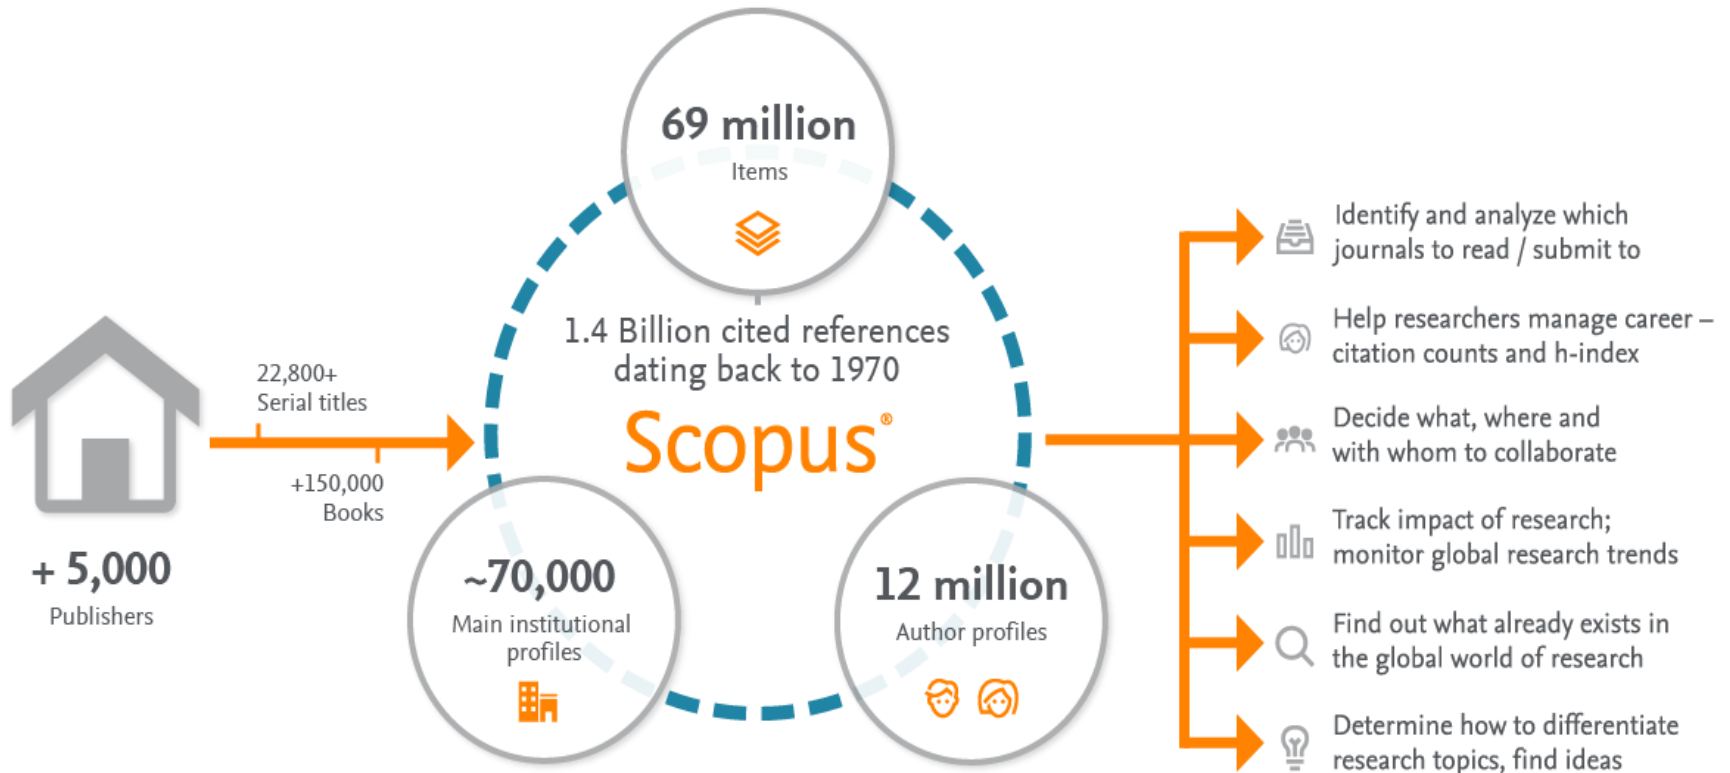 + 5,000
Publishers
22,800+
Serial titles
+150,000
Books
69 million
Items
1.4 Billion cited references
dating back to 1970
Scopus®
~70,000
Main institutional
profiles
12 million
Author profiles
Identify and analyze which
journals to read / submit to
Help researchers manage career –
citation counts and h-index
Decide what, where and
with whom to collaborate
Track impact of research;
monitor global research trends
Find out what already exists in
the global world of research
Determine how to differentiate
research topics, find ideas